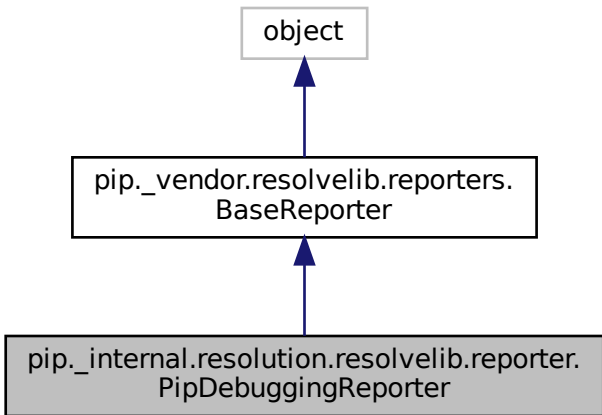 object
pip._vendor.resolvelib.reporters.
BaseReporter
pip._internal.resolution.resolvelib.reporter.
PipDebuggingReporter